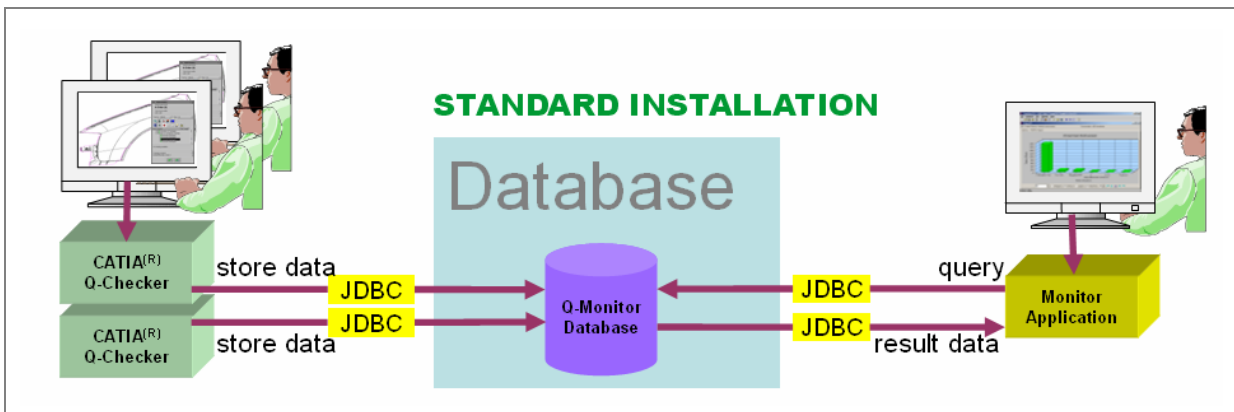 STANDARD INSTALLATION
Database
CATIA(R)
Q-Checker
store data
JDBC
CATIA(R)
Q-Checker
store data
JDBC
Q-Monitor
Database
query
JDBC
JDBC
result data
Monitor
Application